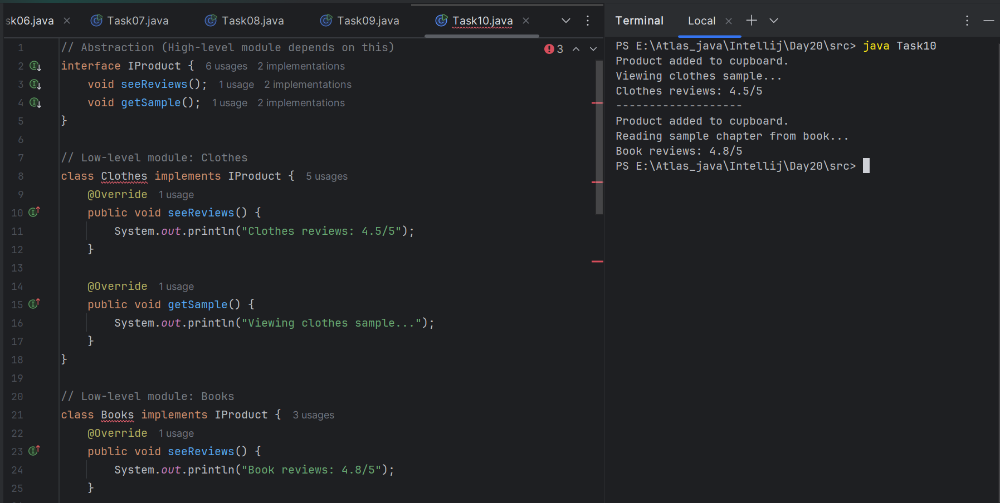 sk06.java
Task07.java
Task08.java
Task09.java
Task10.java
1 // Abstraction (High-level module depends on this)
3
2 interface IProduct { 6 usages 2 implementations
3 void seeReviews(); 1 usage 2 implementations
4 void getSample(); 1 usage 2 implementations
5 }
6
7 // Low-level module: Clothes
8 class Clothes implements IProduct { 5 usages
9 @Override 1 usage
10 public void seeReviews() {
11 System.out.println("Clothes reviews: 4.5/5");
12 }
13
14 @Override 1 usage
15 public void getSample() {
16 System.out.println("Viewing clothes sample...");
17 }
18 }
19
20 // Low-level module: Books
21 class Books implements IProduct { 3 usages
22 @Override 1 usage
23 public void seeReviews() {
24 System.out.println("Book reviews: 4.8/5");
25 }
Terminal
Local
PS E:\Atlas_java\Intellij\Day20\src> java Task10
Product added to cupboard.
Viewing clothes sample...
Clothes reviews: 4.5/5
-------------------
Product added to cupboard.
Reading sample chapter from book...
Book reviews: 4.8/5
PS E:\Atlas_java\Intellij\Day20\src>